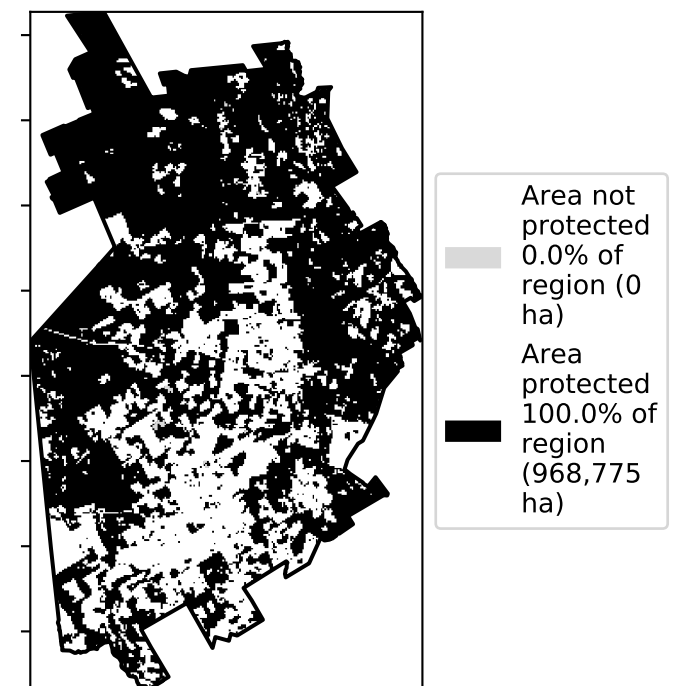 Area not
protected
0.0% of
region (0
ha)
Area
protected
100.0% of
region
(968,775
ha)